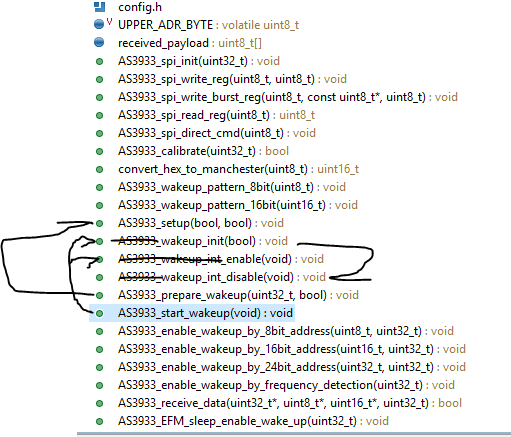 config.h
UPPER_ADR_BYTE : volatile uint8_t
received_payload : uint8_t[]
AS3933_spi_init(uint32_t) : void
AS3933_spi_write_reg(uint8_t, uint8_t) : void
AS3933_spi_write_burst_reg(uint8_t, const uint8_t*, uint8_t) : void
AS3933_spi_read_reg(uint8_t) : uint8_t
AS3933_spi_direct_cmd(uint8_t) : void
AS3933_calibrate(uint32_t) : bool
convert_hex_to_manchester(uint8_t) : uint16_t
AS3933_wakeup_pattern_8bit(uint8_t) : void
AS3933_wakeup_pattern_16bit(uint16_t) : void
AS3933_setup(bool, bool) : void
AS3933_wakeup_init(bool) : void
AS3933_wakeup_int_enable(void) : void
AS3933_wakeup_int_disable(void) : void
AS3933_prepare_wakeup(uint32_t, bool) : void
AS3933_start_wakeup(void) : void
AS3933_enable_wakeup_by_8bit_address(uint8_t, uint32_t) : void
AS3933_enable_wakeup_by_16bit_address(uint16_t, uint32_t) : void
AS3933_enable_wakeup_by_24bit_address(uint32_t, uint32_t) : void
AS3933_enable_wakeup_by_frequency_detection(uint32_t) : void
AS3933_receive_data(uint32_t*, uint8_t*, uint16_t*, uint32_t) : bool
AS3933_EFM_sleep_enable_wake_up(uint32_t) : void